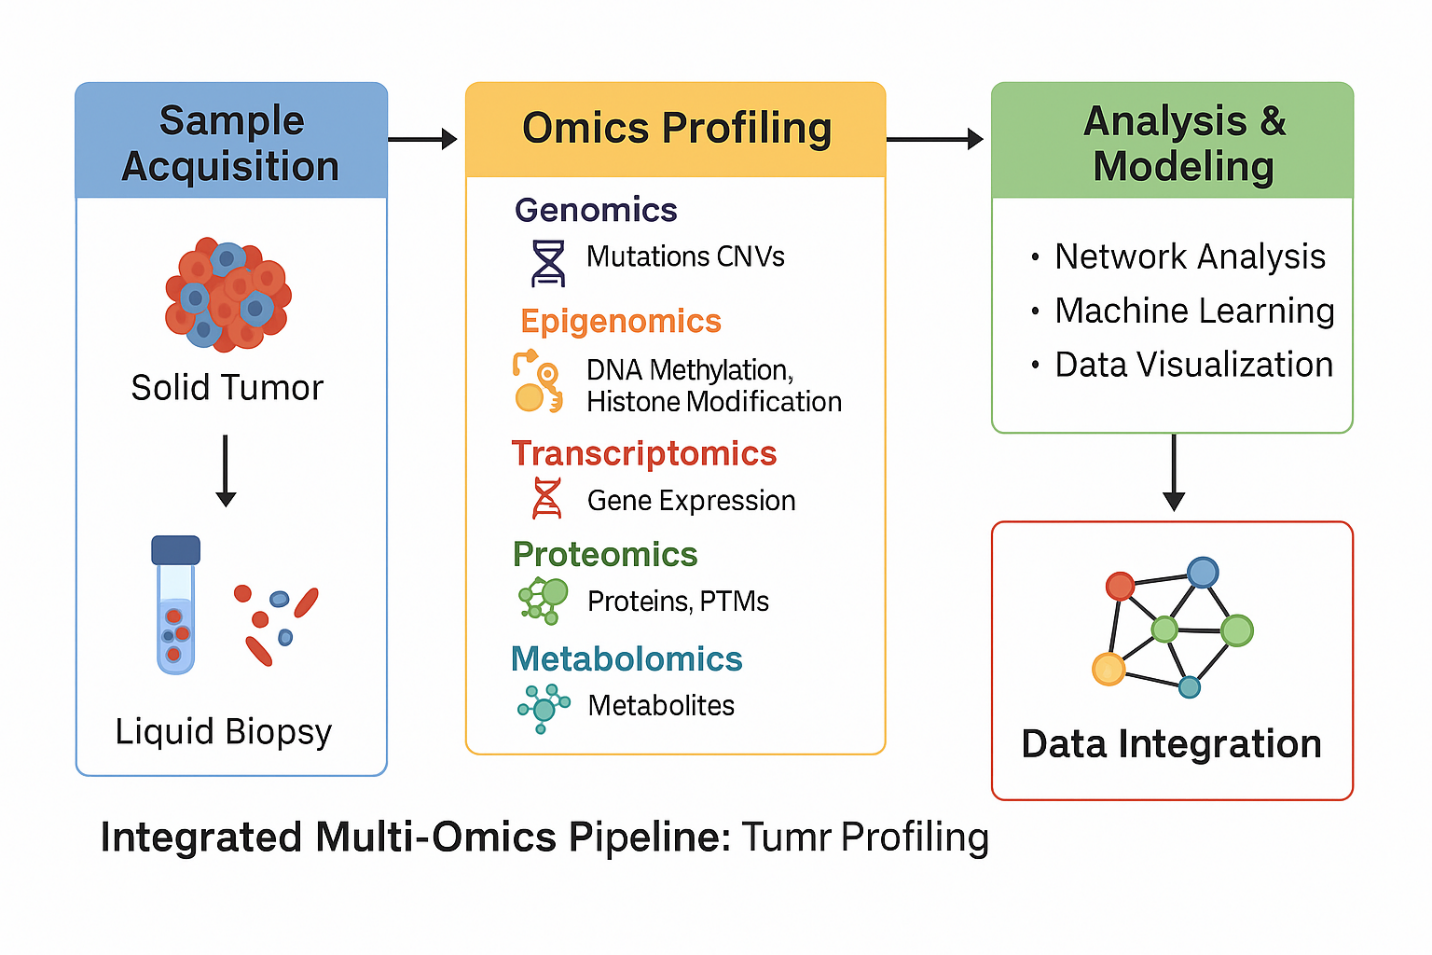 Sample
Acquisition
Solid Tumor
Liquid Biopsy
Omics Profiling
Genomics
Mutations CNVs
Epigenomics
DNA Methylation,
Histone Modification
Transcriptomics
Gene Expression
Proteomics
Proteins, PTMs
Metabolomics
Metabolites
Analysis &
Modeling
• Network Analysis
• Machine Learning
• Data Visualization
Data Integration
Integrated Multi-Omics Pipeline: Tumr Profiling